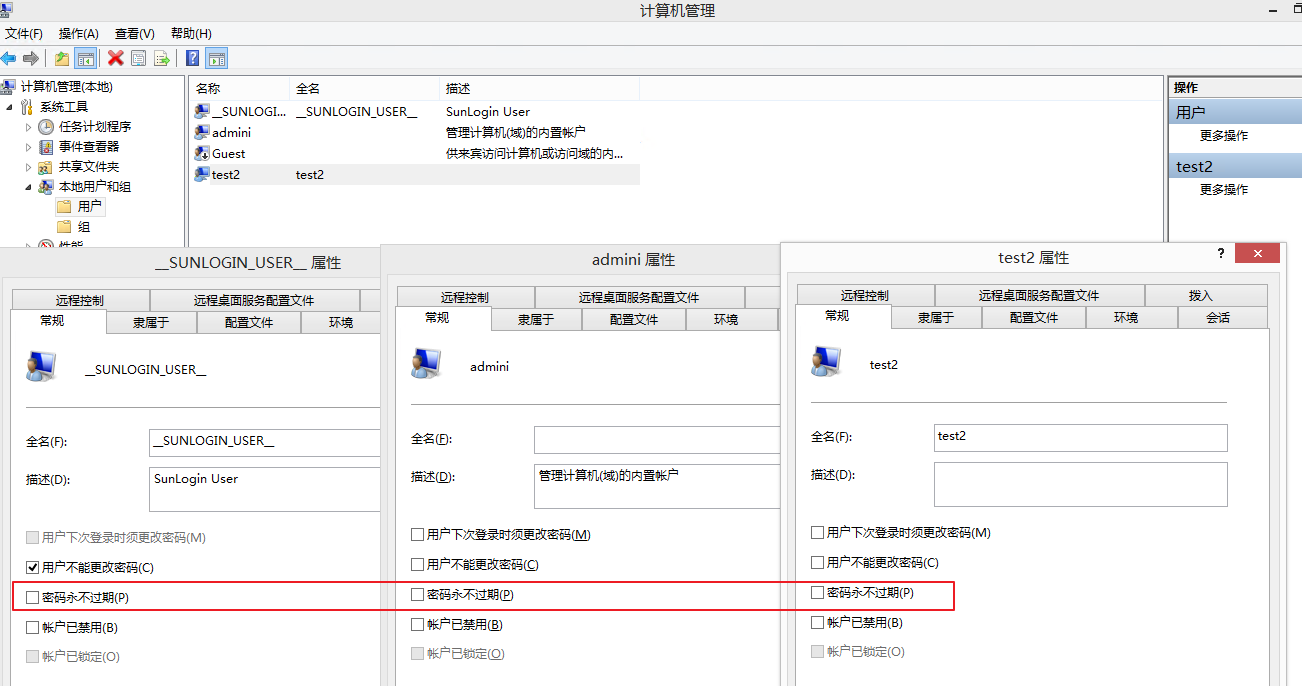 计算机管理
文件(F) 操作(A) 查看(V) 帮助(H)
计算机管理(本地)
系统工具
任务计划程序
事件查看器
共享文件夹
本地用户和组
用户
组
性能
名称 全名 描述
__SUNLOGI... __SUNLOGIN_USER__ SunLogin User
admini 管理计算机(域)的内置帐户
Guest 供来宾访问计算机或访问域的内...
test2 test2
操作
用户
更多操作
test2
更多操作
__SUNLOGIN_USER__ 属性
远程控制 远程桌面服务配置文件
常规 隶属于 配置文件 环境
__SUNLOGIN_USER__
全名(F): __SUNLOGIN_USER__
描述(D): SunLogin User
用户下次登录时须更改密码(M)
用户不能更改密码(C)
密码永不过期(P)
帐户已禁用(B)
帐户已锁定(O)
admini 属性
远程控制 远程桌面服务配置文件
常规 隶属于 配置文件 环境
admini
全名(F):
描述(D): 管理计算机(域)的内置帐户
用户下次登录时须更改密码(M)
用户不能更改密码(C)
密码永不过期(P)
帐户已禁用(B)
帐户已锁定(O)
test2 属性
?
远程控制 远程桌面服务配置文件 拨入
常规 隶属于 配置文件 环境 会话
test2
全名(F): test2
描述(D):
用户下次登录时须更改密码(M)
用户不能更改密码(C)
密码永不过期(P)
帐户已禁用(B)
帐户已锁定(O)